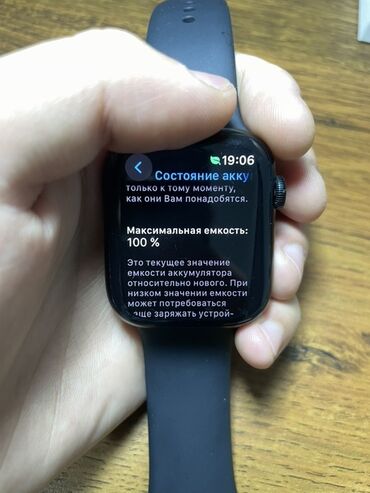 19:06
Состояние акку
только к тому моменту,
как они Вам понадобятся.
Максимальная емкость:
100 %
Это текущее значение
емкости аккумулятора
относительно нового. При
низком значении емкости
может потребоваться
еще заряжать устрой-